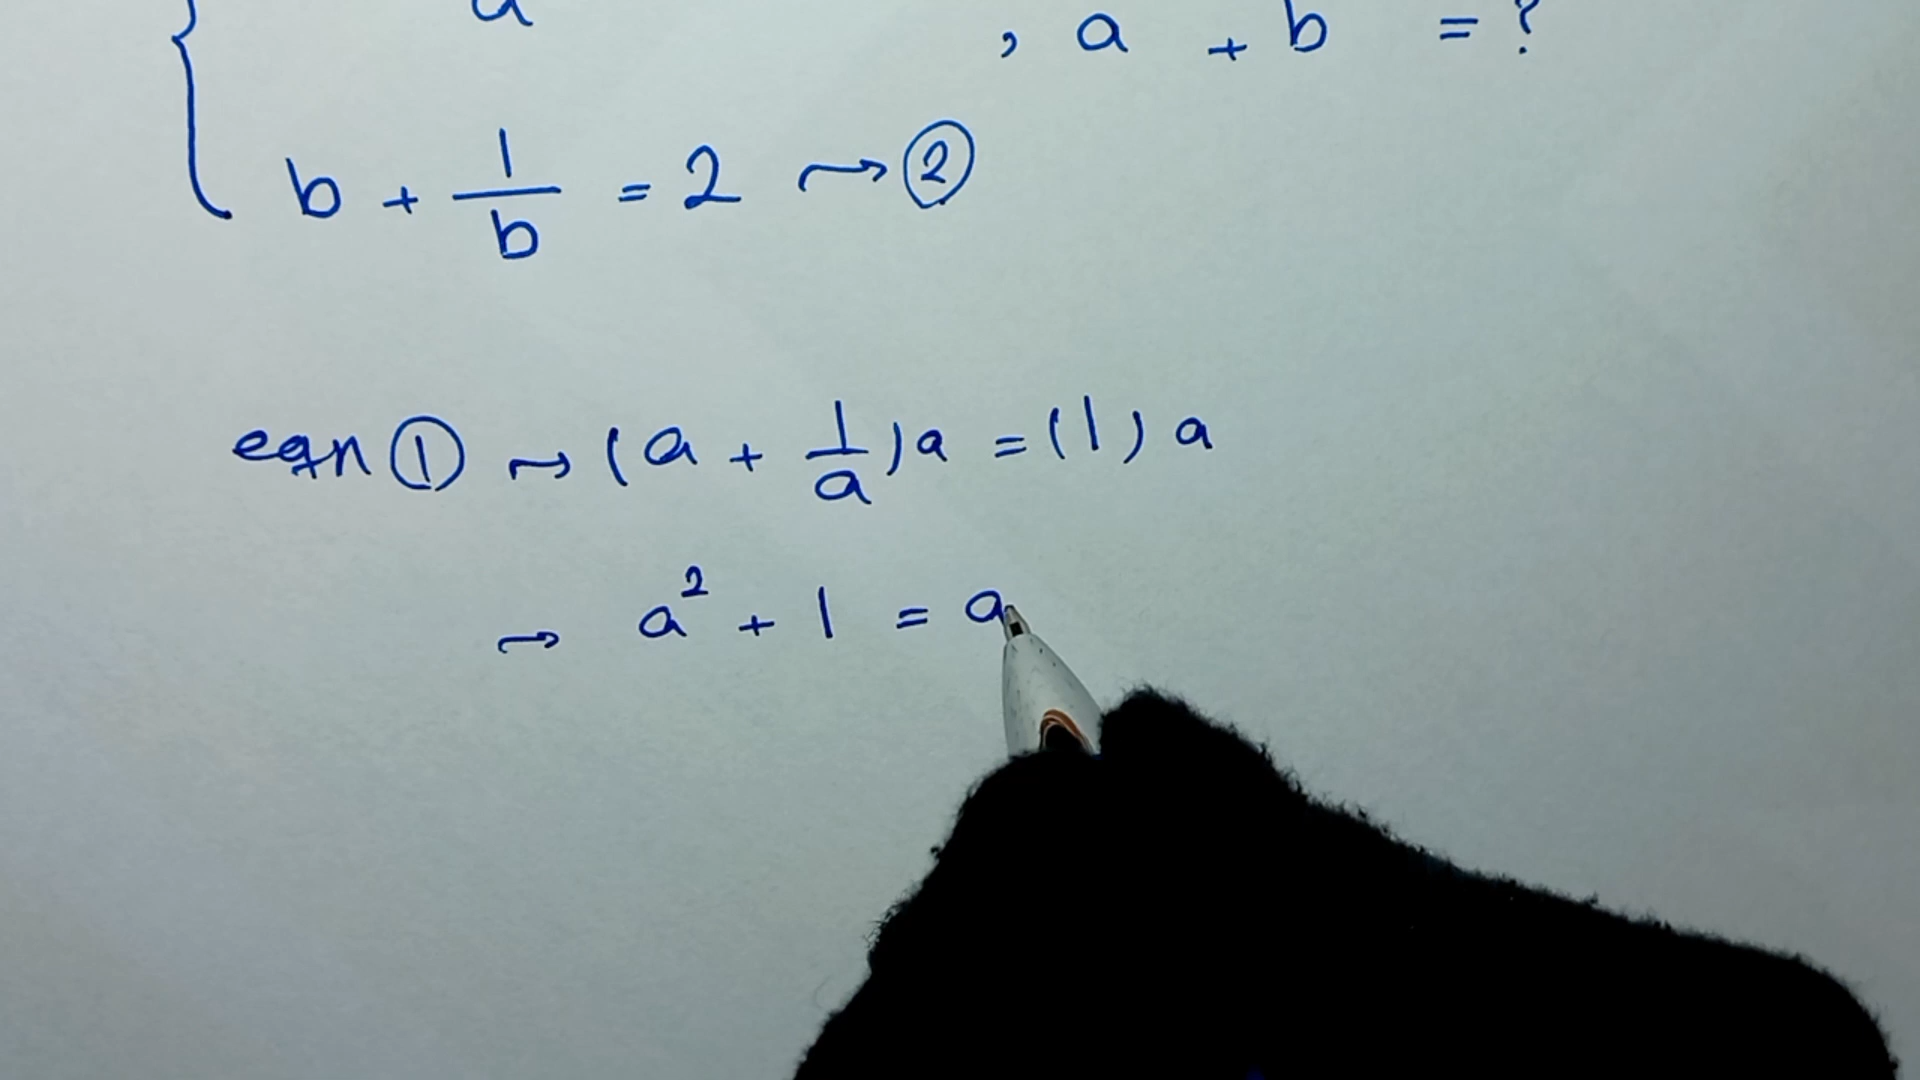 a , a + b = ?
b + 1/b = 2 ⇝ ②
eqn ① ⇝ (a + 1/a)a = (1)a
⇝ a² + 1 = a